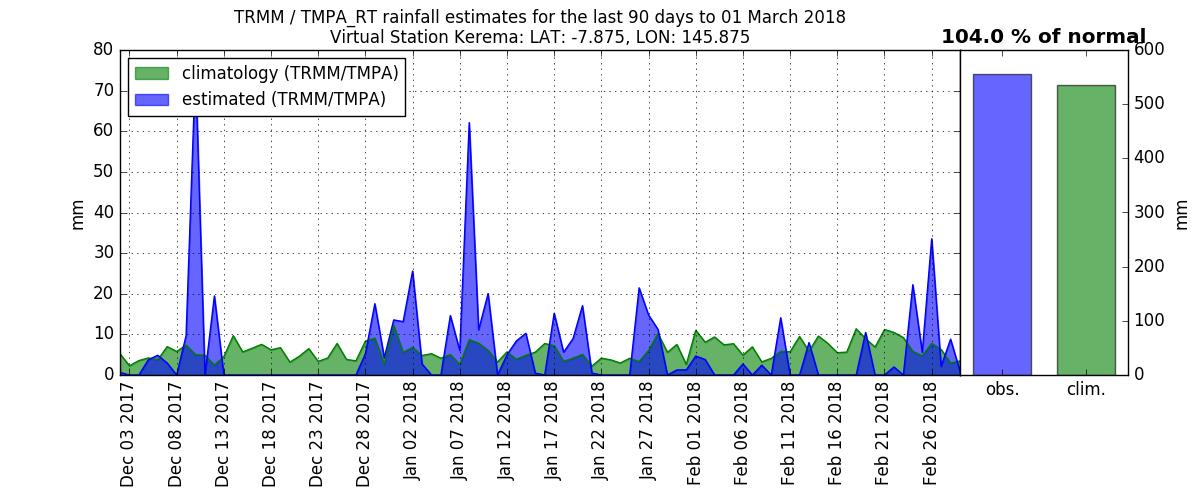 TRMM / TMPA_RT rainfall estimates for the last 90 days to 01 March 2018
Virtual Station Kerema: LAT: -7.875, LON: 145.875
104.0 % of normal
climatology (TRMM/TMPA)
estimated (TRMM/TMPA)
mm
80
70
60
50
40
30
20
10
0
Dec 03 2017
Dec 08 2017
Dec 13 2017
Dec 18 2017
Dec 23 2017
Dec 28 2017
Jan 02 2018
Jan 07 2018
Jan 12 2018
Jan 17 2018
Jan 22 2018
Jan 27 2018
Feb 01 2018
Feb 06 2018
Feb 11 2018
Feb 16 2018
Feb 21 2018
Feb 26 2018
600
500
400
300
200
100
0
mm
obs.
clim.